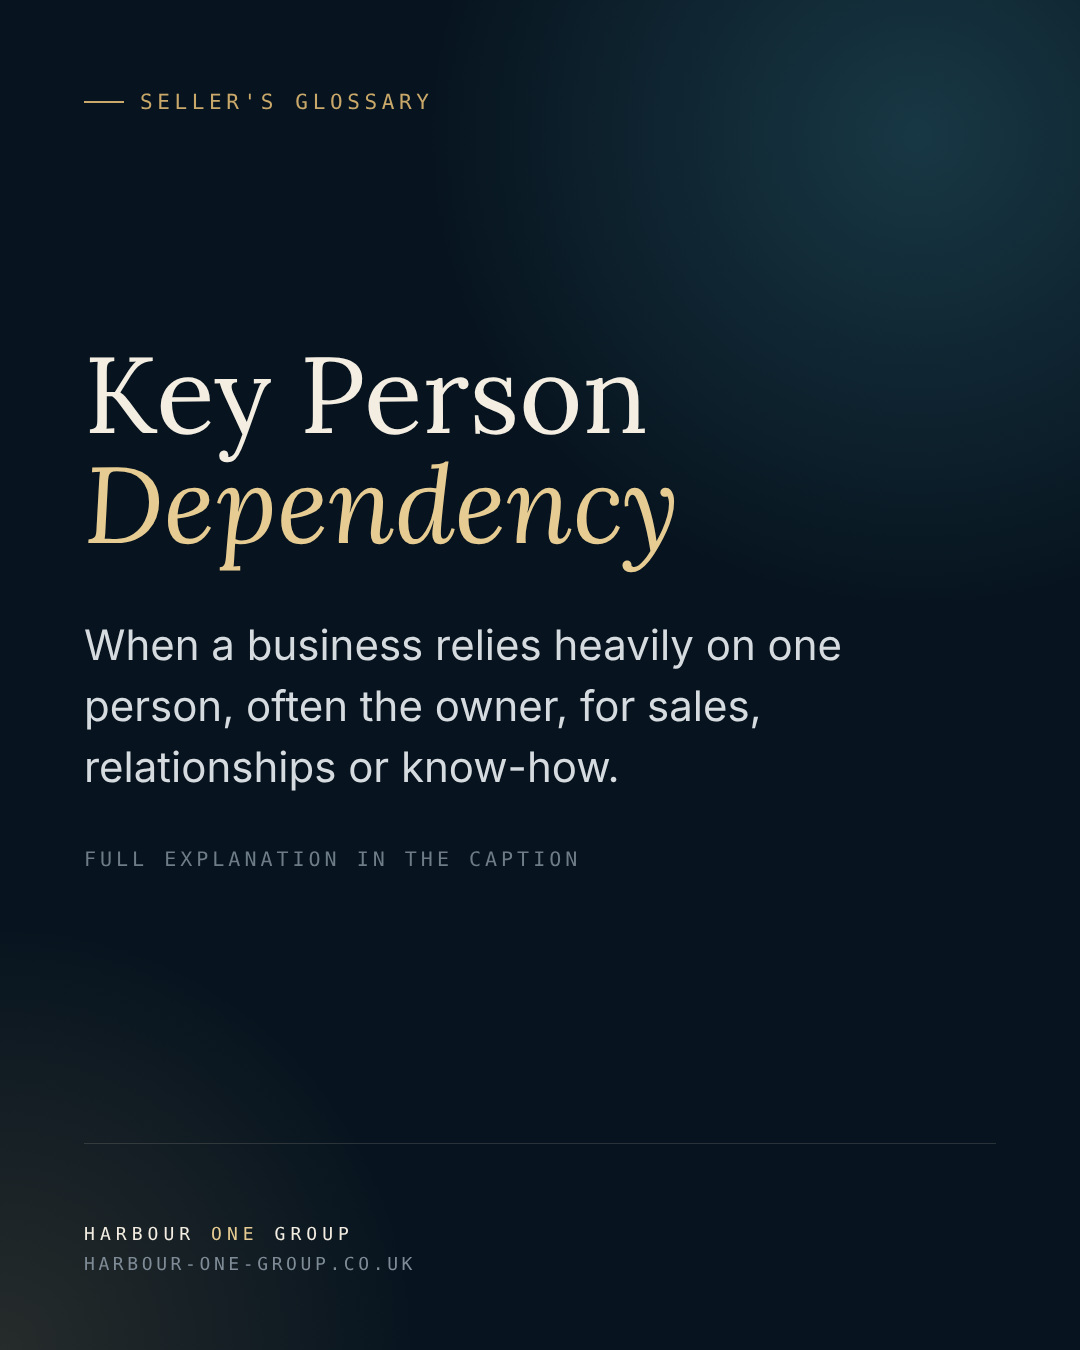 SELLER'S GLOSSARY
Key Person
Dependency
When a business relies heavily on one
person, often the owner, for sales,
relationships or know-how.
FULL EXPLANATION IN THE CAPTION
HARBOUR ONE GROUP
HARBOUR-ONE-GROUP.CO.UK